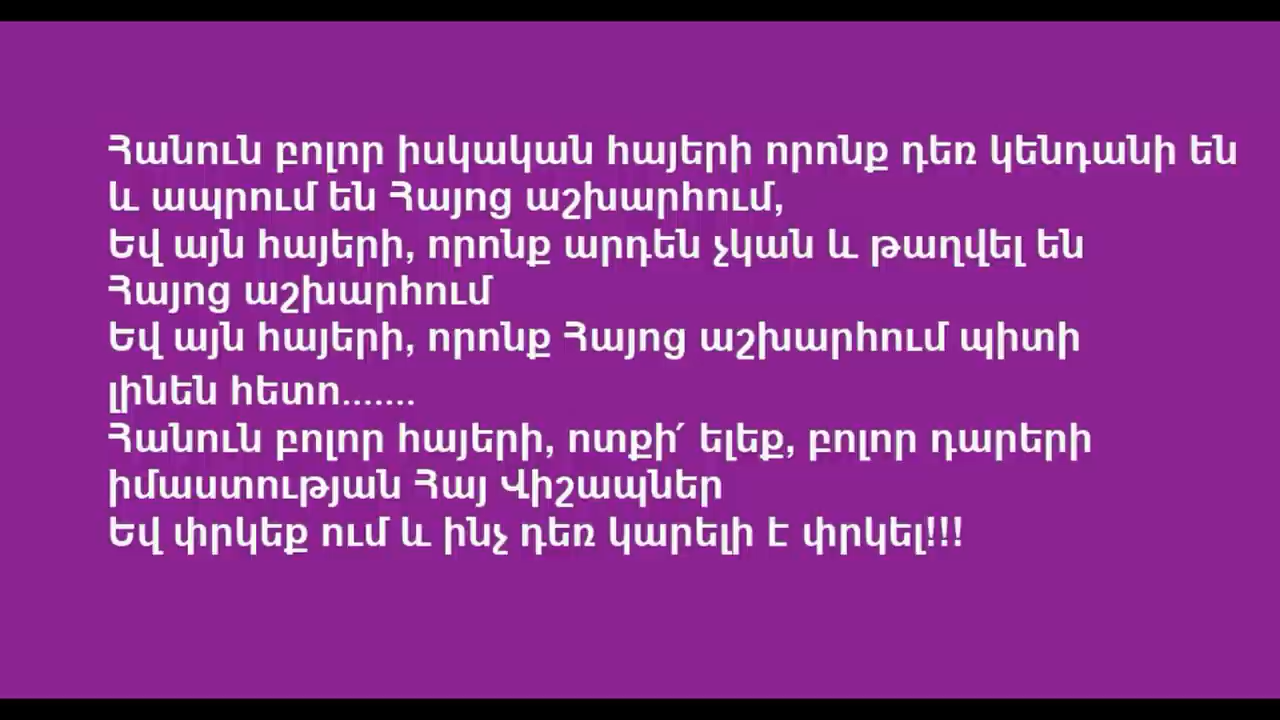 Հանուն բոլոր իսկական հայերի որոնք դեռ կենդանի են
և ապրում են Հայոց աշխարհում,
Եվ այն հայերի, որոնք արդեն չկան և թաղվել են
Հայոց աշխարհում
Եվ այն հայերի, որոնք Հայոց աշխարհում պիտի
լինեն հետո.......
Հանուն բոլոր հայերի, ոտքի՛ ելեք, բոլոր դարերի
իմաստության Հայ Վիշապներ
Եվ փրկեք ում և ինչ դեռ կարելի է փրկել!!!